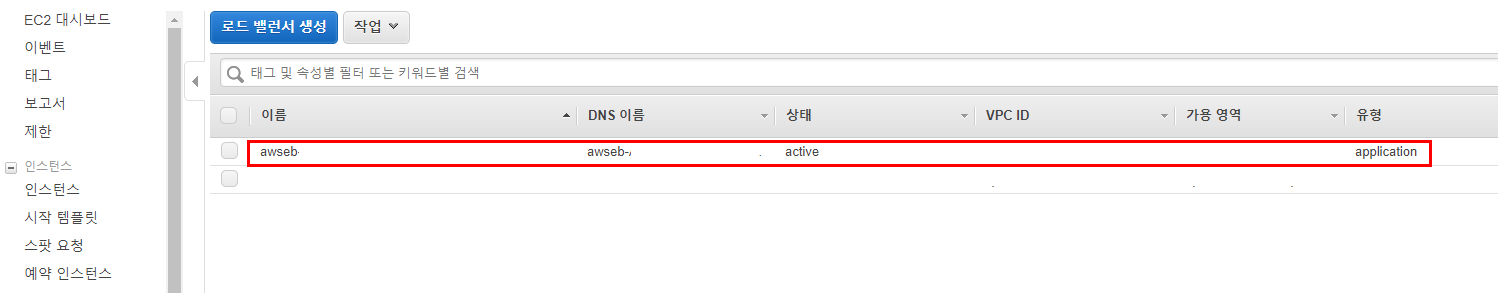 EC2 대시보드
이벤트
태그
보고서
제한
인스턴스
인스턴스
시작 템플릿
스팟 요청
예약 인스턴스
로드 밸런서 생성 작업
태그 및 속성별 필터 또는 키워드별 검색
이름 DNS 이름 상태 VPC ID 가용 영역 유형
awseb- awseb- active application